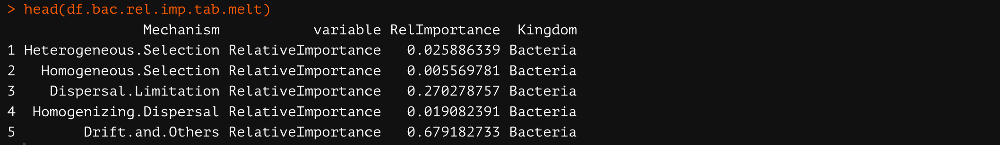 > head(df.bac.rel.imp.tab.melt)
Mechanism variable RelImportance Kingdom
1 Heterogeneous.Selection RelativeImportance 0.025886339 Bacteria
2 Homogeneous.Selection RelativeImportance 0.005569781 Bacteria
3 Dispersal.Limitation RelativeImportance 0.270278757 Bacteria
4 Homogenizing.Dispersal RelativeImportance 0.019082391 Bacteria
5 Drift.and.Others RelativeImportance 0.679182733 Bacteria